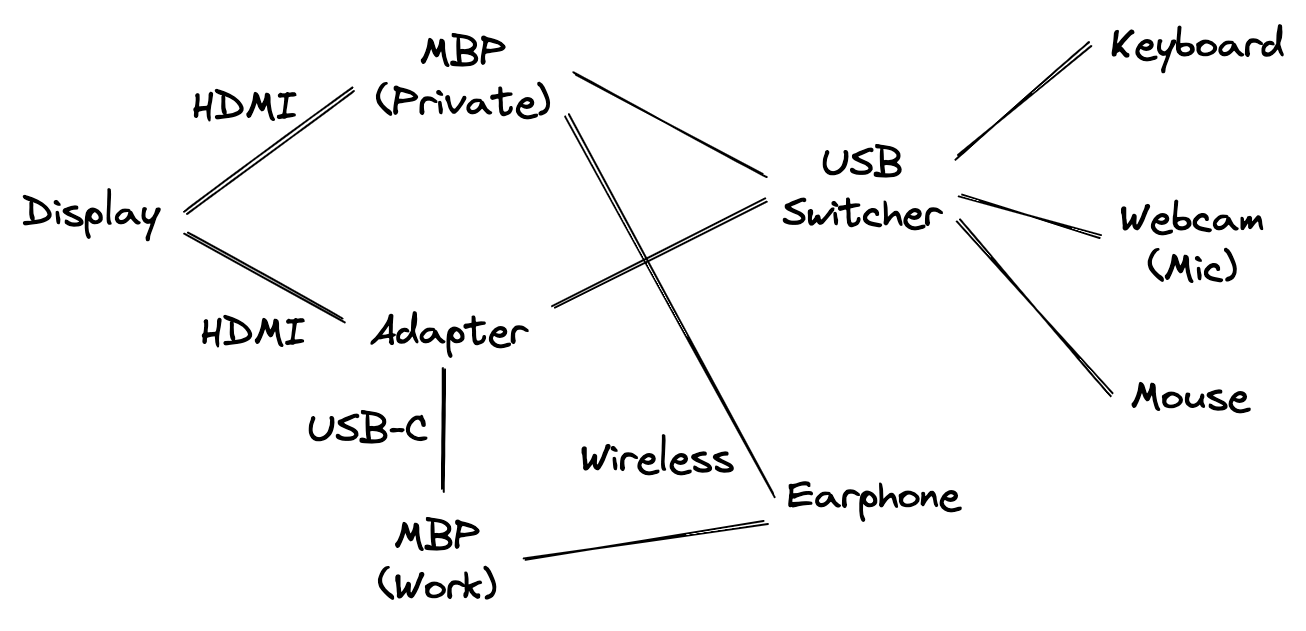 MBP
(Private)
HDMI
Display
HDMI
Adapter
USB-C
MBP
(Work)
Wireless
Earphone
USB
Switcher
Keyboard
Webcam
(Mic)
Mouse